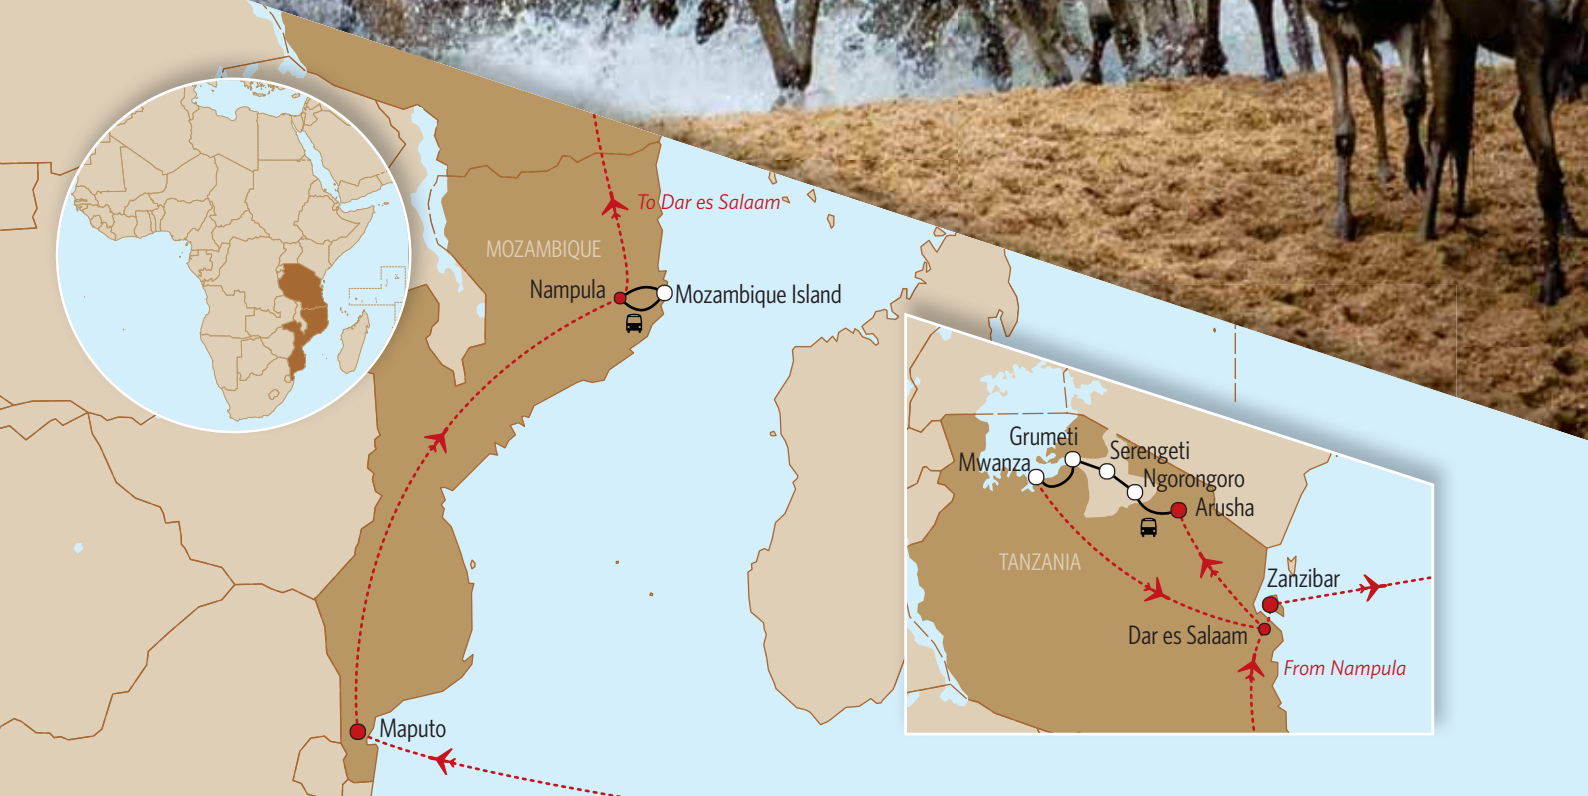 To Dar es Salaam
MOZAMBIQUE
Nampula
Mozambique Island
Maputo
Grumeti
Mwanza
Serengeti
Ngorongoro
Arusha
TANZANIA
Zanzibar
Dar es Salaam
From Nampula